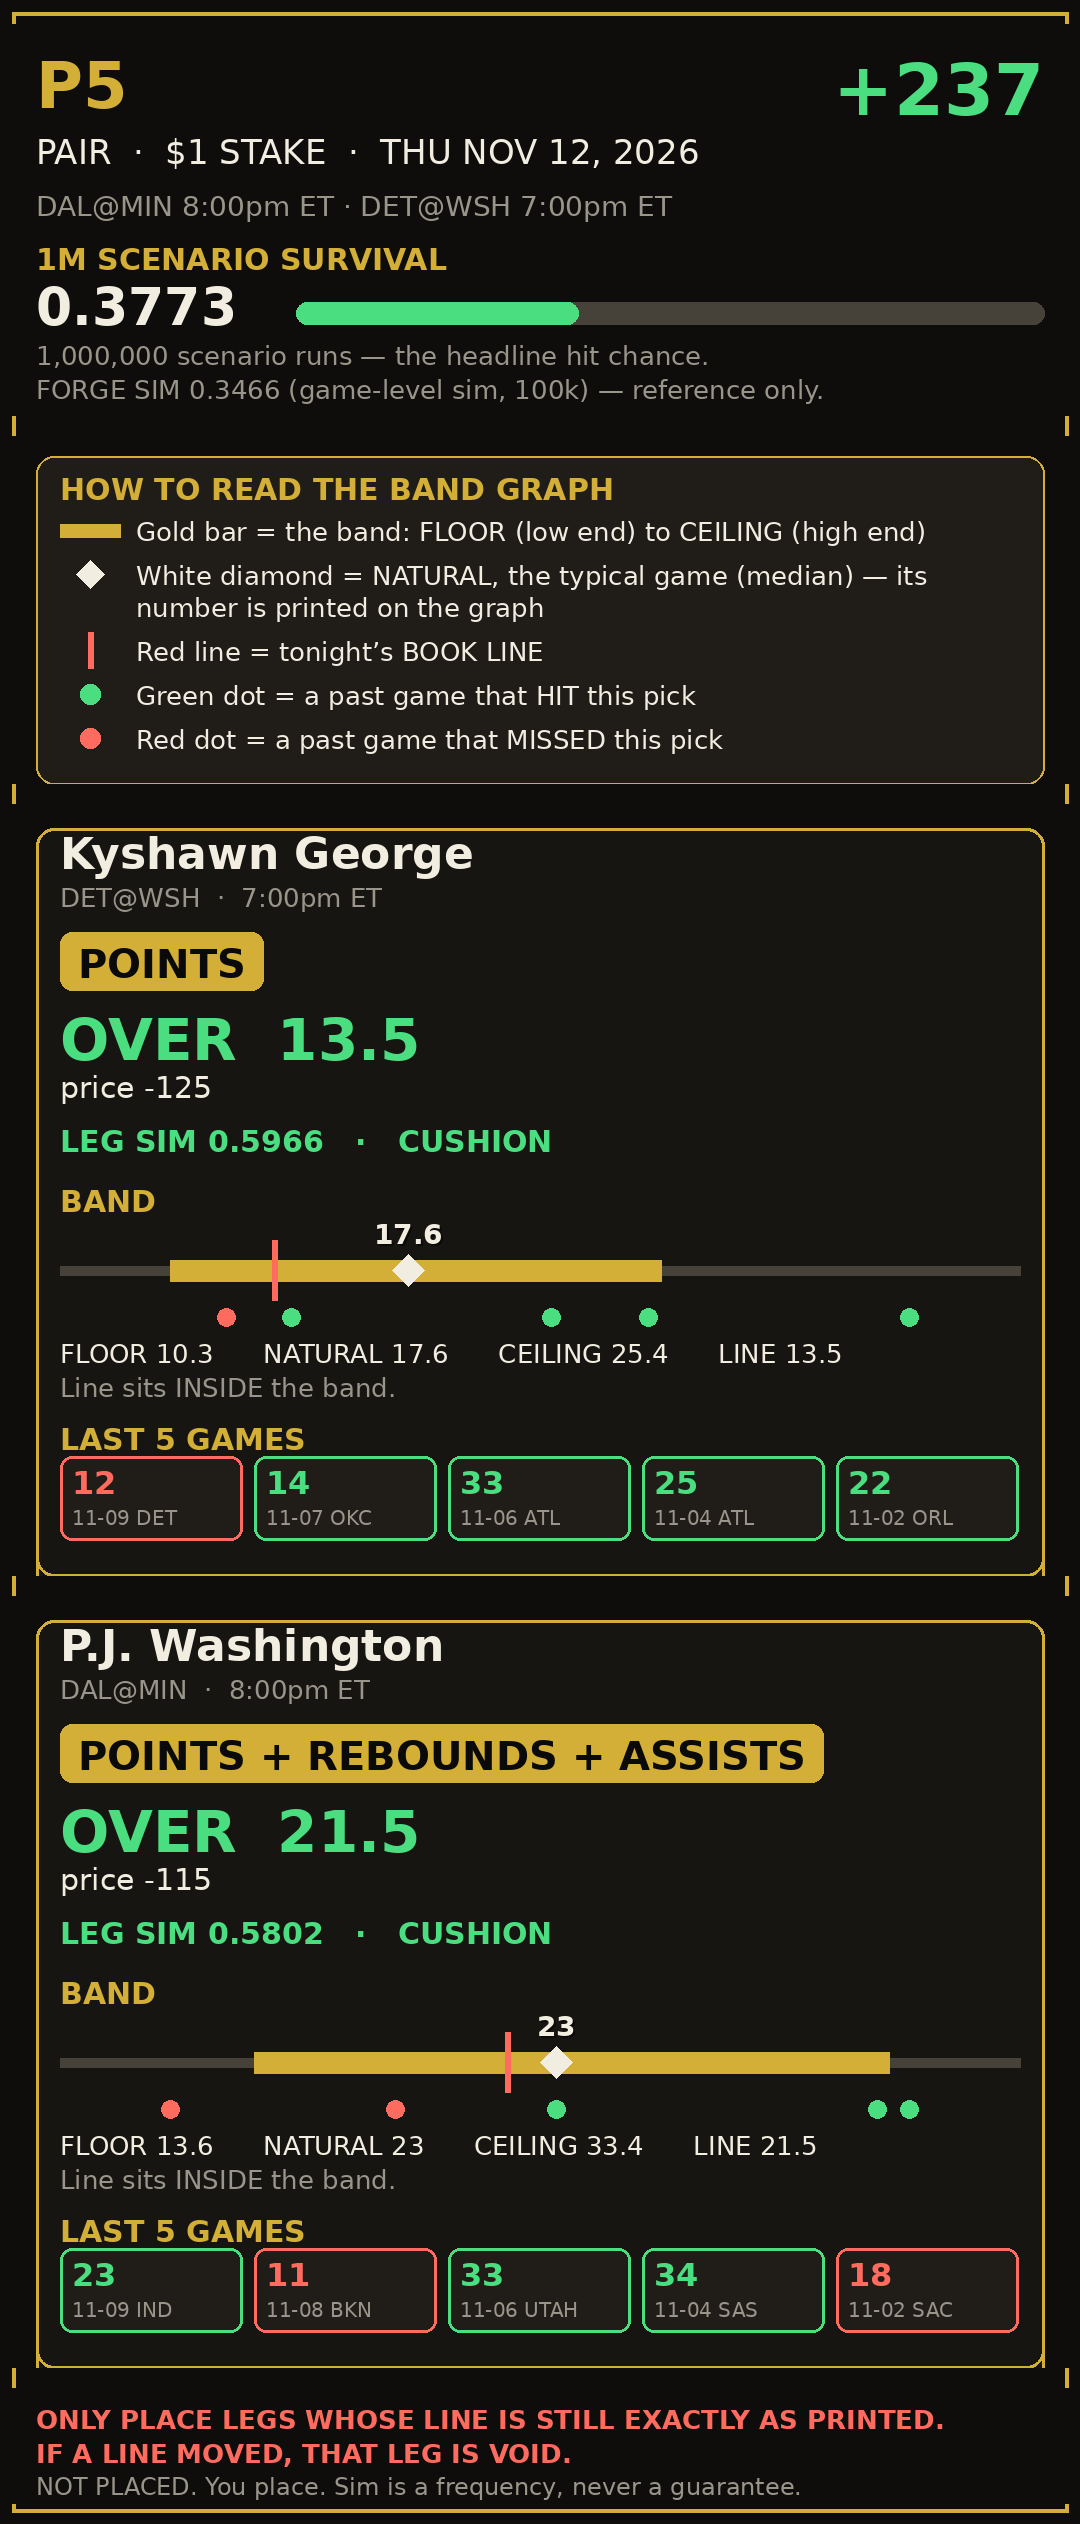 P5
+237
PAIR · $1 STAKE · THU NOV 12, 2026
DAL@MIN 8:00pm ET · DET@WSH 7:00pm ET
1M SCENARIO SURVIVAL
0.3773
1,000,000 scenario runs — the headline hit chance.
FORGE SIM 0.3466 (game-level sim, 100k) — reference only.
HOW TO READ THE BAND GRAPH
Gold bar = the band: FLOOR (low end) to CEILING (high end)
White diamond = NATURAL, the typical game (median) — its
number is printed on the graph
Red line = tonight’s BOOK LINE
Green dot = a past game that HIT this pick
Red dot = a past game that MISSED this pick
Kyshawn George
DET@WSH · 7:00pm ET
POINTS
OVER 13.5
price -125
LEG SIM 0.5966 · CUSHION
BAND
17.6
FLOOR 10.3 NATURAL 17.6 CEILING 25.4 LINE 13.5
Line sits INSIDE the band.
LAST 5 GAMES
12 14 33 25 22
11-09 DET 11-07 OKC 11-06 ATL 11-04 ATL 11-02 ORL
P.J. Washington
DAL@MIN · 8:00pm ET
POINTS + REBOUNDS + ASSISTS
OVER 21.5
price -115
LEG SIM 0.5802 · CUSHION
BAND
23
FLOOR 13.6 NATURAL 23 CEILING 33.4 LINE 21.5
Line sits INSIDE the band.
LAST 5 GAMES
23 11 33 34 18
11-09 IND 11-08 BKN 11-06 UTAH 11-04 SAS 11-02 SAC
ONLY PLACE LEGS WHOSE LINE IS STILL EXACTLY AS PRINTED.
IF A LINE MOVED, THAT LEG IS VOID.
NOT PLACED. You place. Sim is a frequency, never a guarantee.